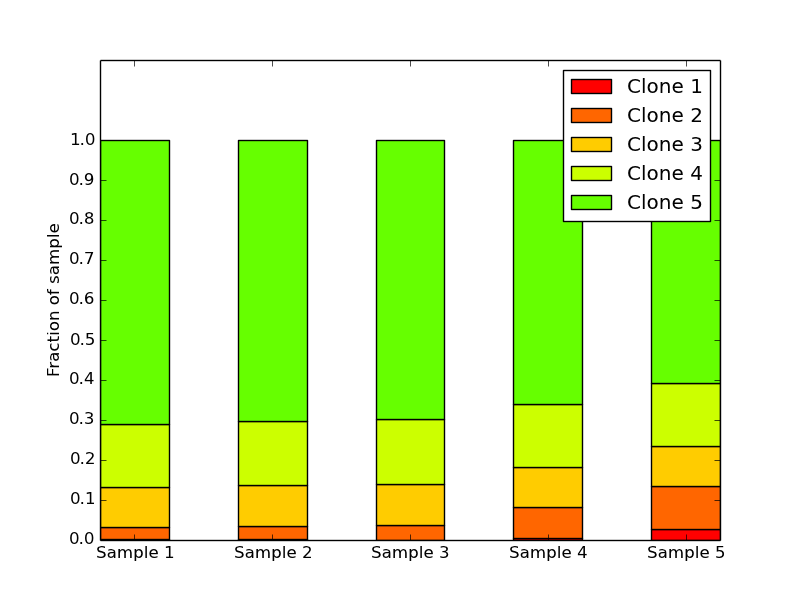 Clone 1
Clone 2
Clone 3
Clone 4
Clone 5
1.0
0.9
0.8
0.7
0.6
0.5
0.4
0.3
0.2
0.1
0.0
Fraction of sample
Sample 1 Sample 2 Sample 3 Sample 4 Sample 5